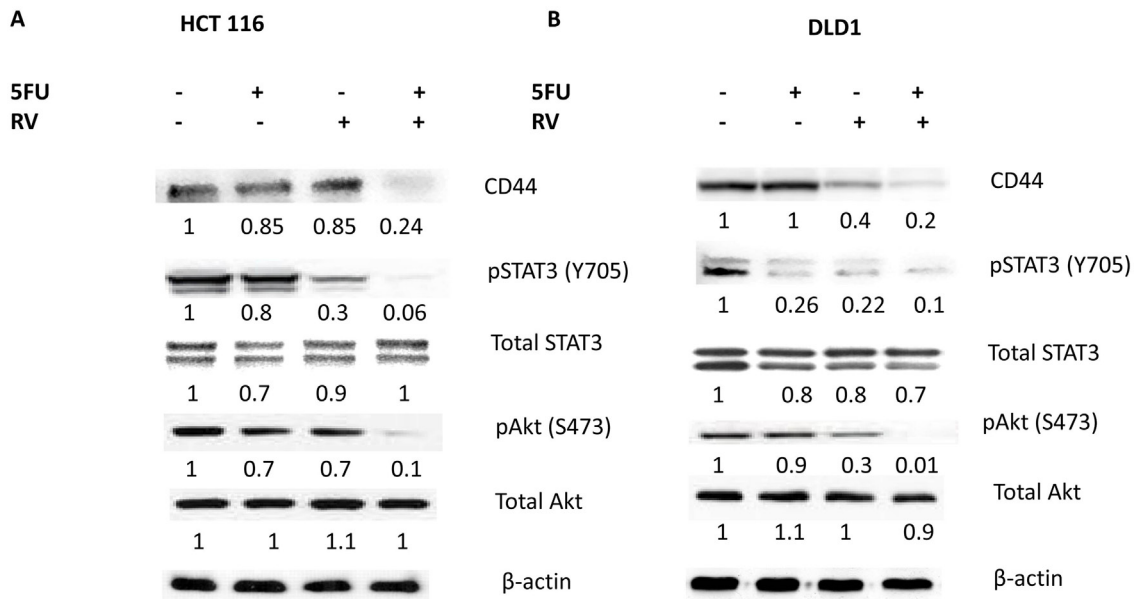 A HCT 116
5FU - + - +
RV - - + +
CD44
1 0.85 0.85 0.24
pSTAT3 (Y705)
1 0.8 0.3 0.06
Total STAT3
1 0.7 0.9 1
pAkt (S473)
1 0.7 0.7 0.1
Total Akt
1 1 1.1 1
β-actin
B DLD1
5FU - + - +
RV - - + +
CD44
1 1 0.4 0.2
pSTAT3 (Y705)
1 0.26 0.22 0.1
Total STAT3
1 0.8 0.8 0.7
pAkt (S473)
1 0.9 0.3 0.01
Total Akt
1 1.1 1 0.9
β-actin